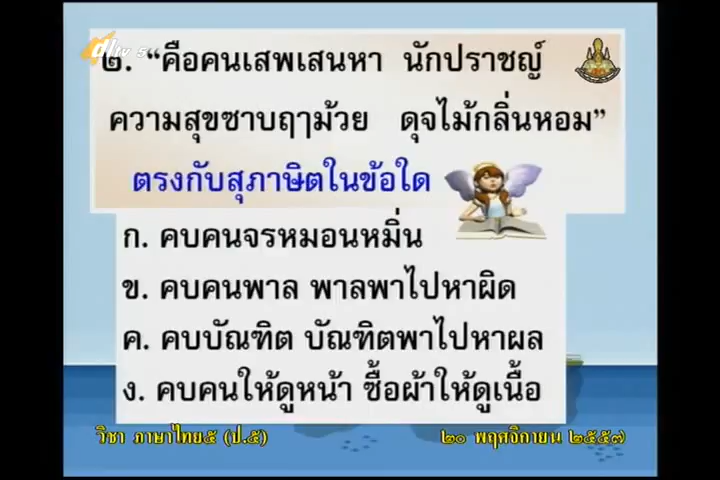 dltv 5
๒. “คือคนเสพเสนหา นักปราชญ์
ความสุขซาบฤๅม้วย ดุจไม้กลิ่นหอม”
ตรงกับสุภาษิตในข้อใด
ก. คบคนจรหมอนหมิ่น
ข. คบคนพาล พาลพาไปหาผิด
ค. คบบัณฑิต บัณฑิตพาไปหาผล
ง. คบคนให้ดูหน้า ซื้อผ้าให้ดูเนื้อ
วิชา ภาษาไทย๕ (ป.๕) ๒๑ พฤศจิกายน ๒๕๕๗